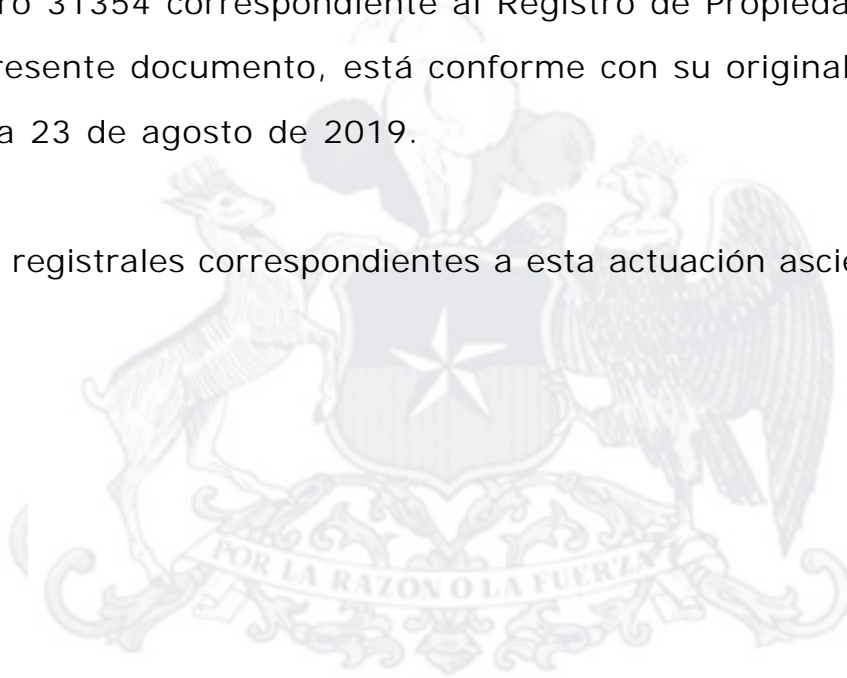 ro 31354 correspondiente al Registro de Propieda
resente documento, está conforme con su original
a 23 de agosto de 2019.
registrales correspondientes a esta actuación ascie
POR LA RAZON O LA FUERZA